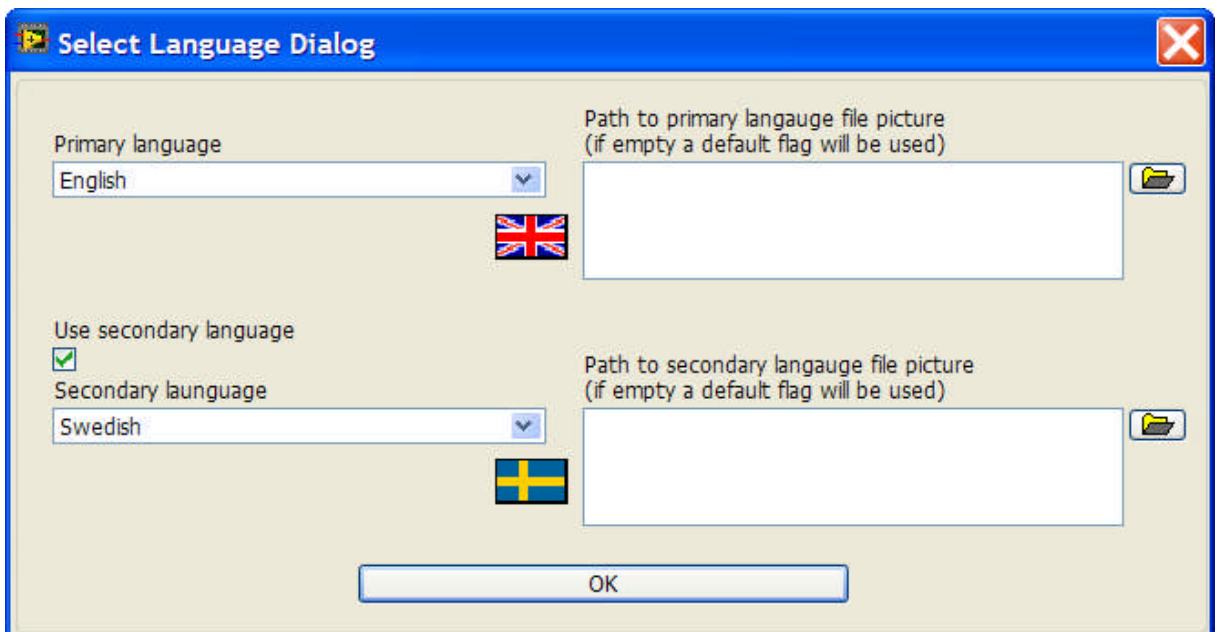 Select Language Dialog
Primary language
English
Path to primary langauge file picture
(if empty a default flag will be used)
Use secondary language
Secondary launguage
Swedish
Path to secondary langauge file picture
(if empty a default flag will be used)
OK